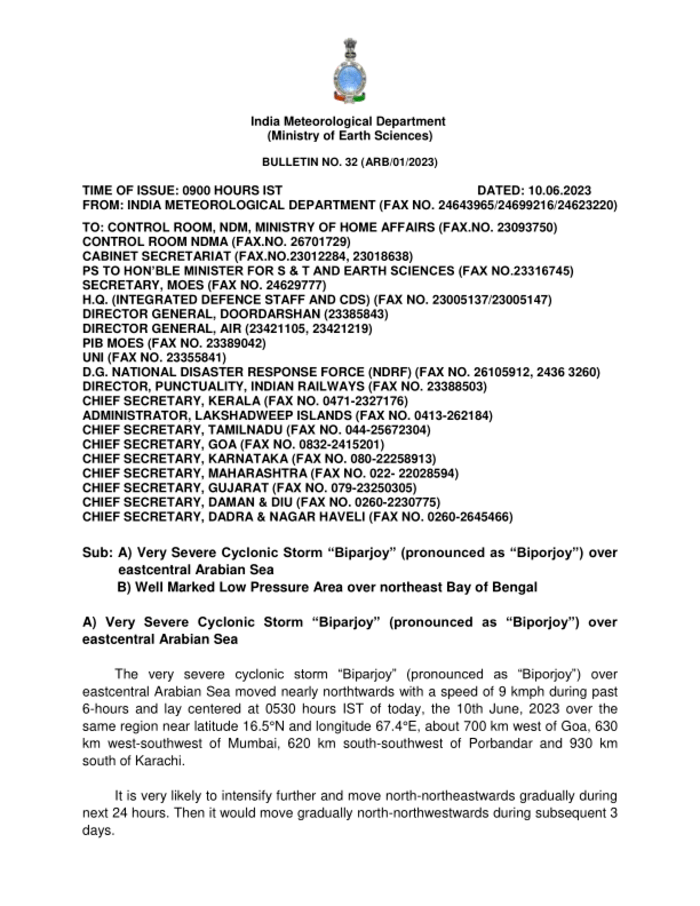 India Meteorological Department
(Ministry of Earth Sciences)
BULLETIN NO. 32 (ARB/01/2023)
TIME OF ISSUE: 0900 HOURS IST DATED: 10.06.2023
FROM: INDIA METEOROLOGICAL DEPARTMENT (FAX NO. 24643965/24699216/24623220)
TO: CONTROL ROOM, NDM, MINISTRY OF HOME AFFAIRS (FAX.NO. 23093750)
CONTROL ROOM NDMA (FAX.NO. 26701729)
CABINET SECRETARIAT (FAX.NO.23012284, 23018638)
PS TO HON’BLE MINISTER FOR S & T AND EARTH SCIENCES (FAX NO.23316745)
SECRETARY, MOES (FAX NO. 24629777)
H.Q. (INTEGRATED DEFENCE STAFF AND CDS) (FAX NO. 23005137/23005147)
DIRECTOR GENERAL, DOORDARSHAN (23385843)
DIRECTOR GENERAL, AIR (23421105, 23421219)
PIB MOES (FAX NO. 23389042)
UNI (FAX NO. 23355841)
D.G. NATIONAL DISASTER RESPONSE FORCE (NDRF) (FAX NO. 26105912, 2436 3260)
DIRECTOR, PUNCTUALITY, INDIAN RAILWAYS (FAX NO. 23388503)
CHIEF SECRETARY, KERALA (FAX NO. 0471-2327176)
ADMINISTRATOR, LAKSHADWEEP ISLANDS (FAX NO. 0413-262184)
CHIEF SECRETARY, TAMILNADU (FAX NO. 044-25672304)
CHIEF SECRETARY, GOA (FAX NO. 0832-2415201)
CHIEF SECRETARY, KARNATAKA (FAX NO. 080-22258913)
CHIEF SECRETARY, MAHARASHTRA (FAX NO. 022- 22028594)
CHIEF SECRETARY, GUJARAT (FAX NO. 079-23250305)
CHIEF SECRETARY, DAMAN & DIU (FAX NO. 0260-2230775)
CHIEF SECRETARY, DADRA & NAGAR HAVELI (FAX NO. 0260-2645466)
Sub: A) Very Severe Cyclonic Storm “Biparjoy” (pronounced as “Biporjoy”) over
eastcentral Arabian Sea
B) Well Marked Low Pressure Area over northeast Bay of Bengal
A) Very Severe Cyclonic Storm “Biparjoy” (pronounced as “Biporjoy”) over
eastcentral Arabian Sea
The very severe cyclonic storm “Biparjoy” (pronounced as “Biporjoy”) over
eastcentral Arabian Sea moved nearly northtwards with a speed of 9 kmph during past
6-hours and lay centered at 0530 hours IST of today, the 10th June, 2023 over the
same region near latitude 16.5°N and longitude 67.4°E, about 700 km west of Goa, 630
km west-southwest of Mumbai, 620 km south-southwest of Porbandar and 930 km
south of Karachi.
It is very likely to intensify further and move north-northeastwards gradually during
next 24 hours. Then it would move gradually north-northwestwards during subsequent 3
days.